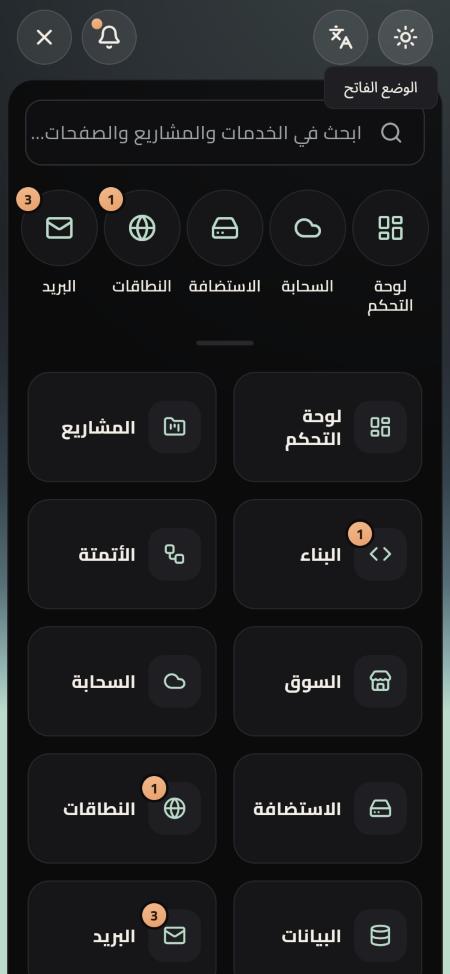 الوضع الفاتح
ابحث في الخدمات والمشاريع والصفحات...
1
3
لوحة
التحكم
السحابة
الاستضافة
النطاقات
البريد
لوحة
التحكم
المشاريع
1
البناء
الأتمتة
السوق
السحابة
الاستضافة
1
النطاقات
البيانات
3
البريد